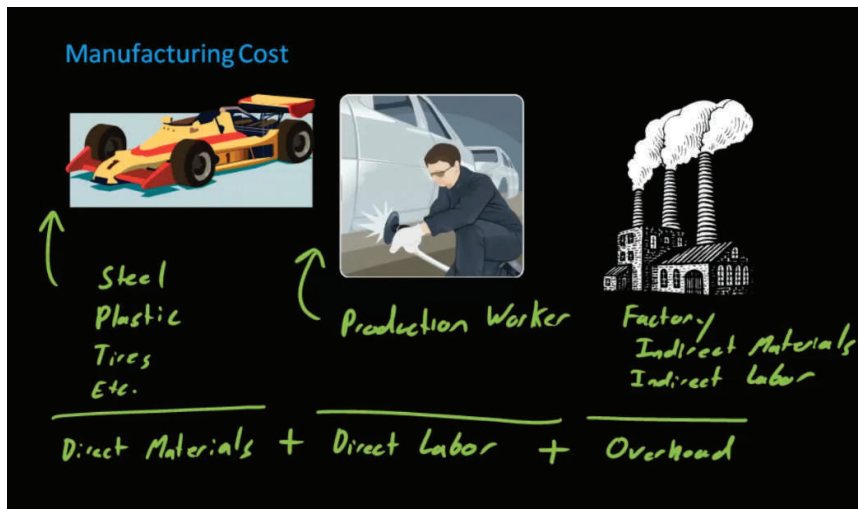 Manufacturing Cost
Steel
Plastic
Tires
Etc.
Production Worker
Factory
Indirect Materials
Indirect Labor
Direct Materials + Direct Labor + Overhead